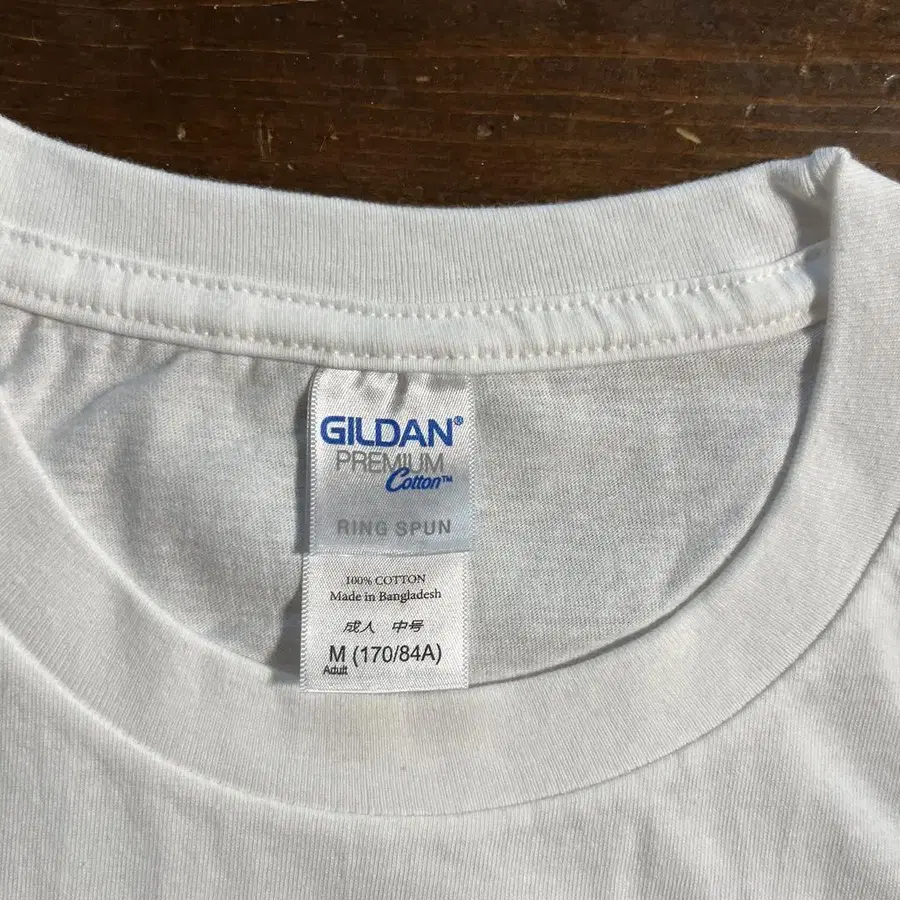 GILDAN®
PREMIUM
Cotton™
RING SPUN
100% COTTON
Made in Bangladesh
成人 中号
M (170/84A)
Adult